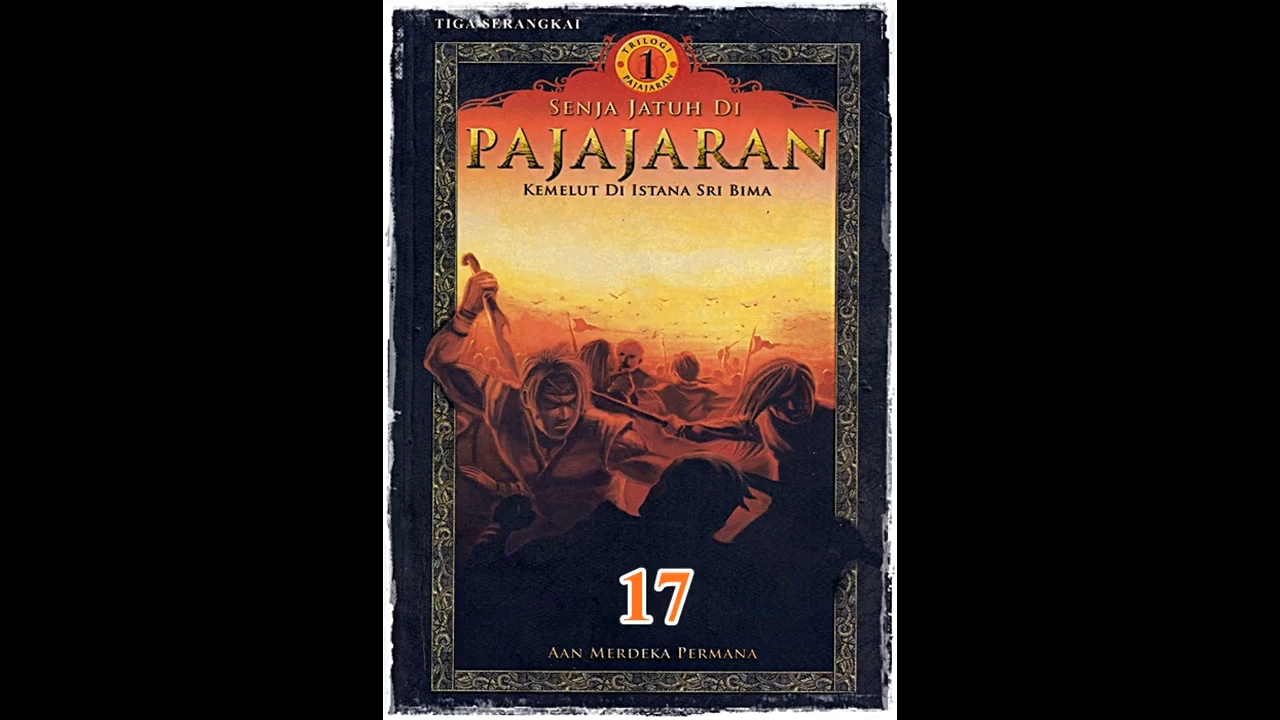 TIGA SERANGKAI
TRILOGI
1
PAJAJARAN
SENJA JATUH DI
PAJAJARAN
KEMELUT DI ISTANA SRI BIMA
17
AAN MERDEKA PERMANA